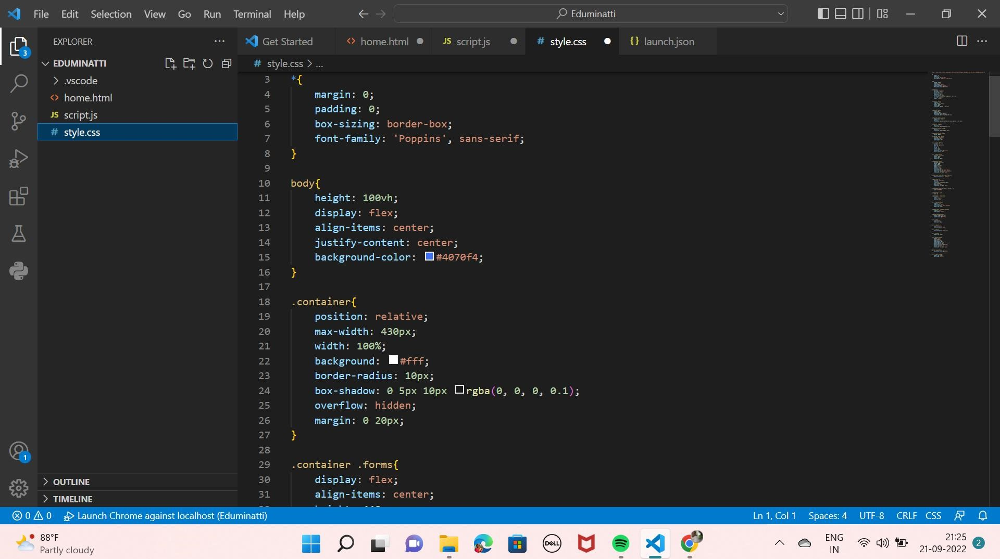 File Edit Selection View Go Run Terminal Help
Eduminatti
EXPLORER
EDUMINATTI
.vscode
home.html
JS script.js
# style.css
OUTLINE
TIMELINE
3
1
Get Started
home.html
JS script.js
# style.css
{} launch.json
# style.css > ...
3 *{
4 margin: 0;
5 padding: 0;
6 box-sizing: border-box;
7 font-family: 'Poppins', sans-serif;
8 }
9
10 body{
11 height: 100vh;
12 display: flex;
13 align-items: center;
14 justify-content: center;
15 background-color: #4070f4;
16 }
17
18 .container{
19 position: relative;
20 max-width: 430px;
21 width: 100%;
22 background: #fff;
23 border-radius: 10px;
24 box-shadow: 0 5px 10px rgba(0, 0, 0, 0.1);
25 overflow: hidden;
26 margin: 0 20px;
27 }
28
29 .container .forms{
30 display: flex;
31 align-items: center;
0 0 Launch Chrome against localhost (Eduminatti)
Ln 1, Col 1 Spaces: 4 UTF-8 CRLF CSS
88°F
Partly cloudy
DELL
ENG
IN
21:25
21-09-2022
2